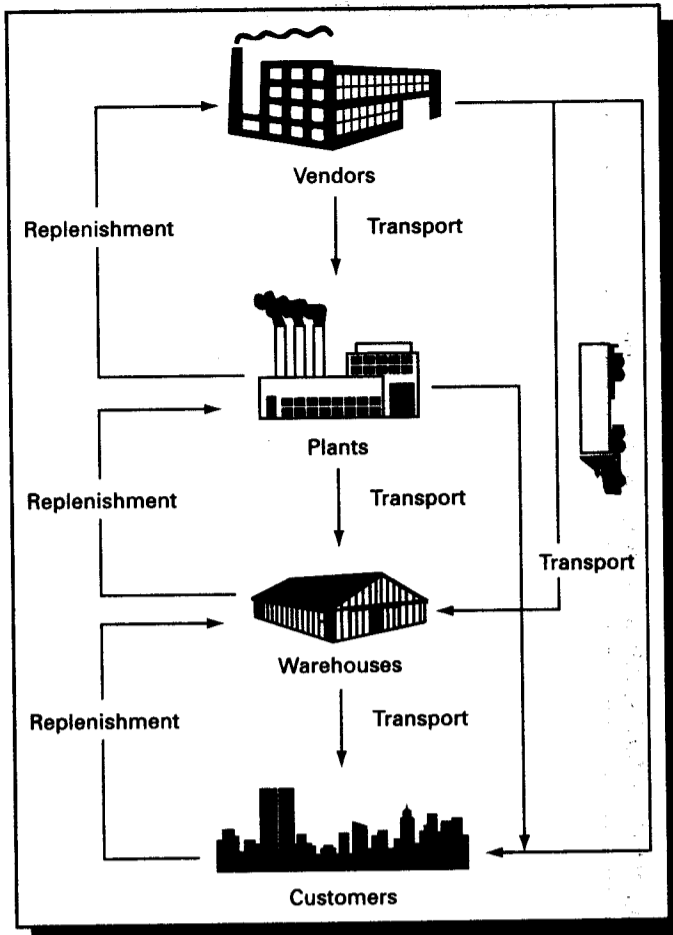 Vendors
Replenishment
Transport
Plants
Replenishment
Transport
Transport
Warehouses
Replenishment
Transport
Customers